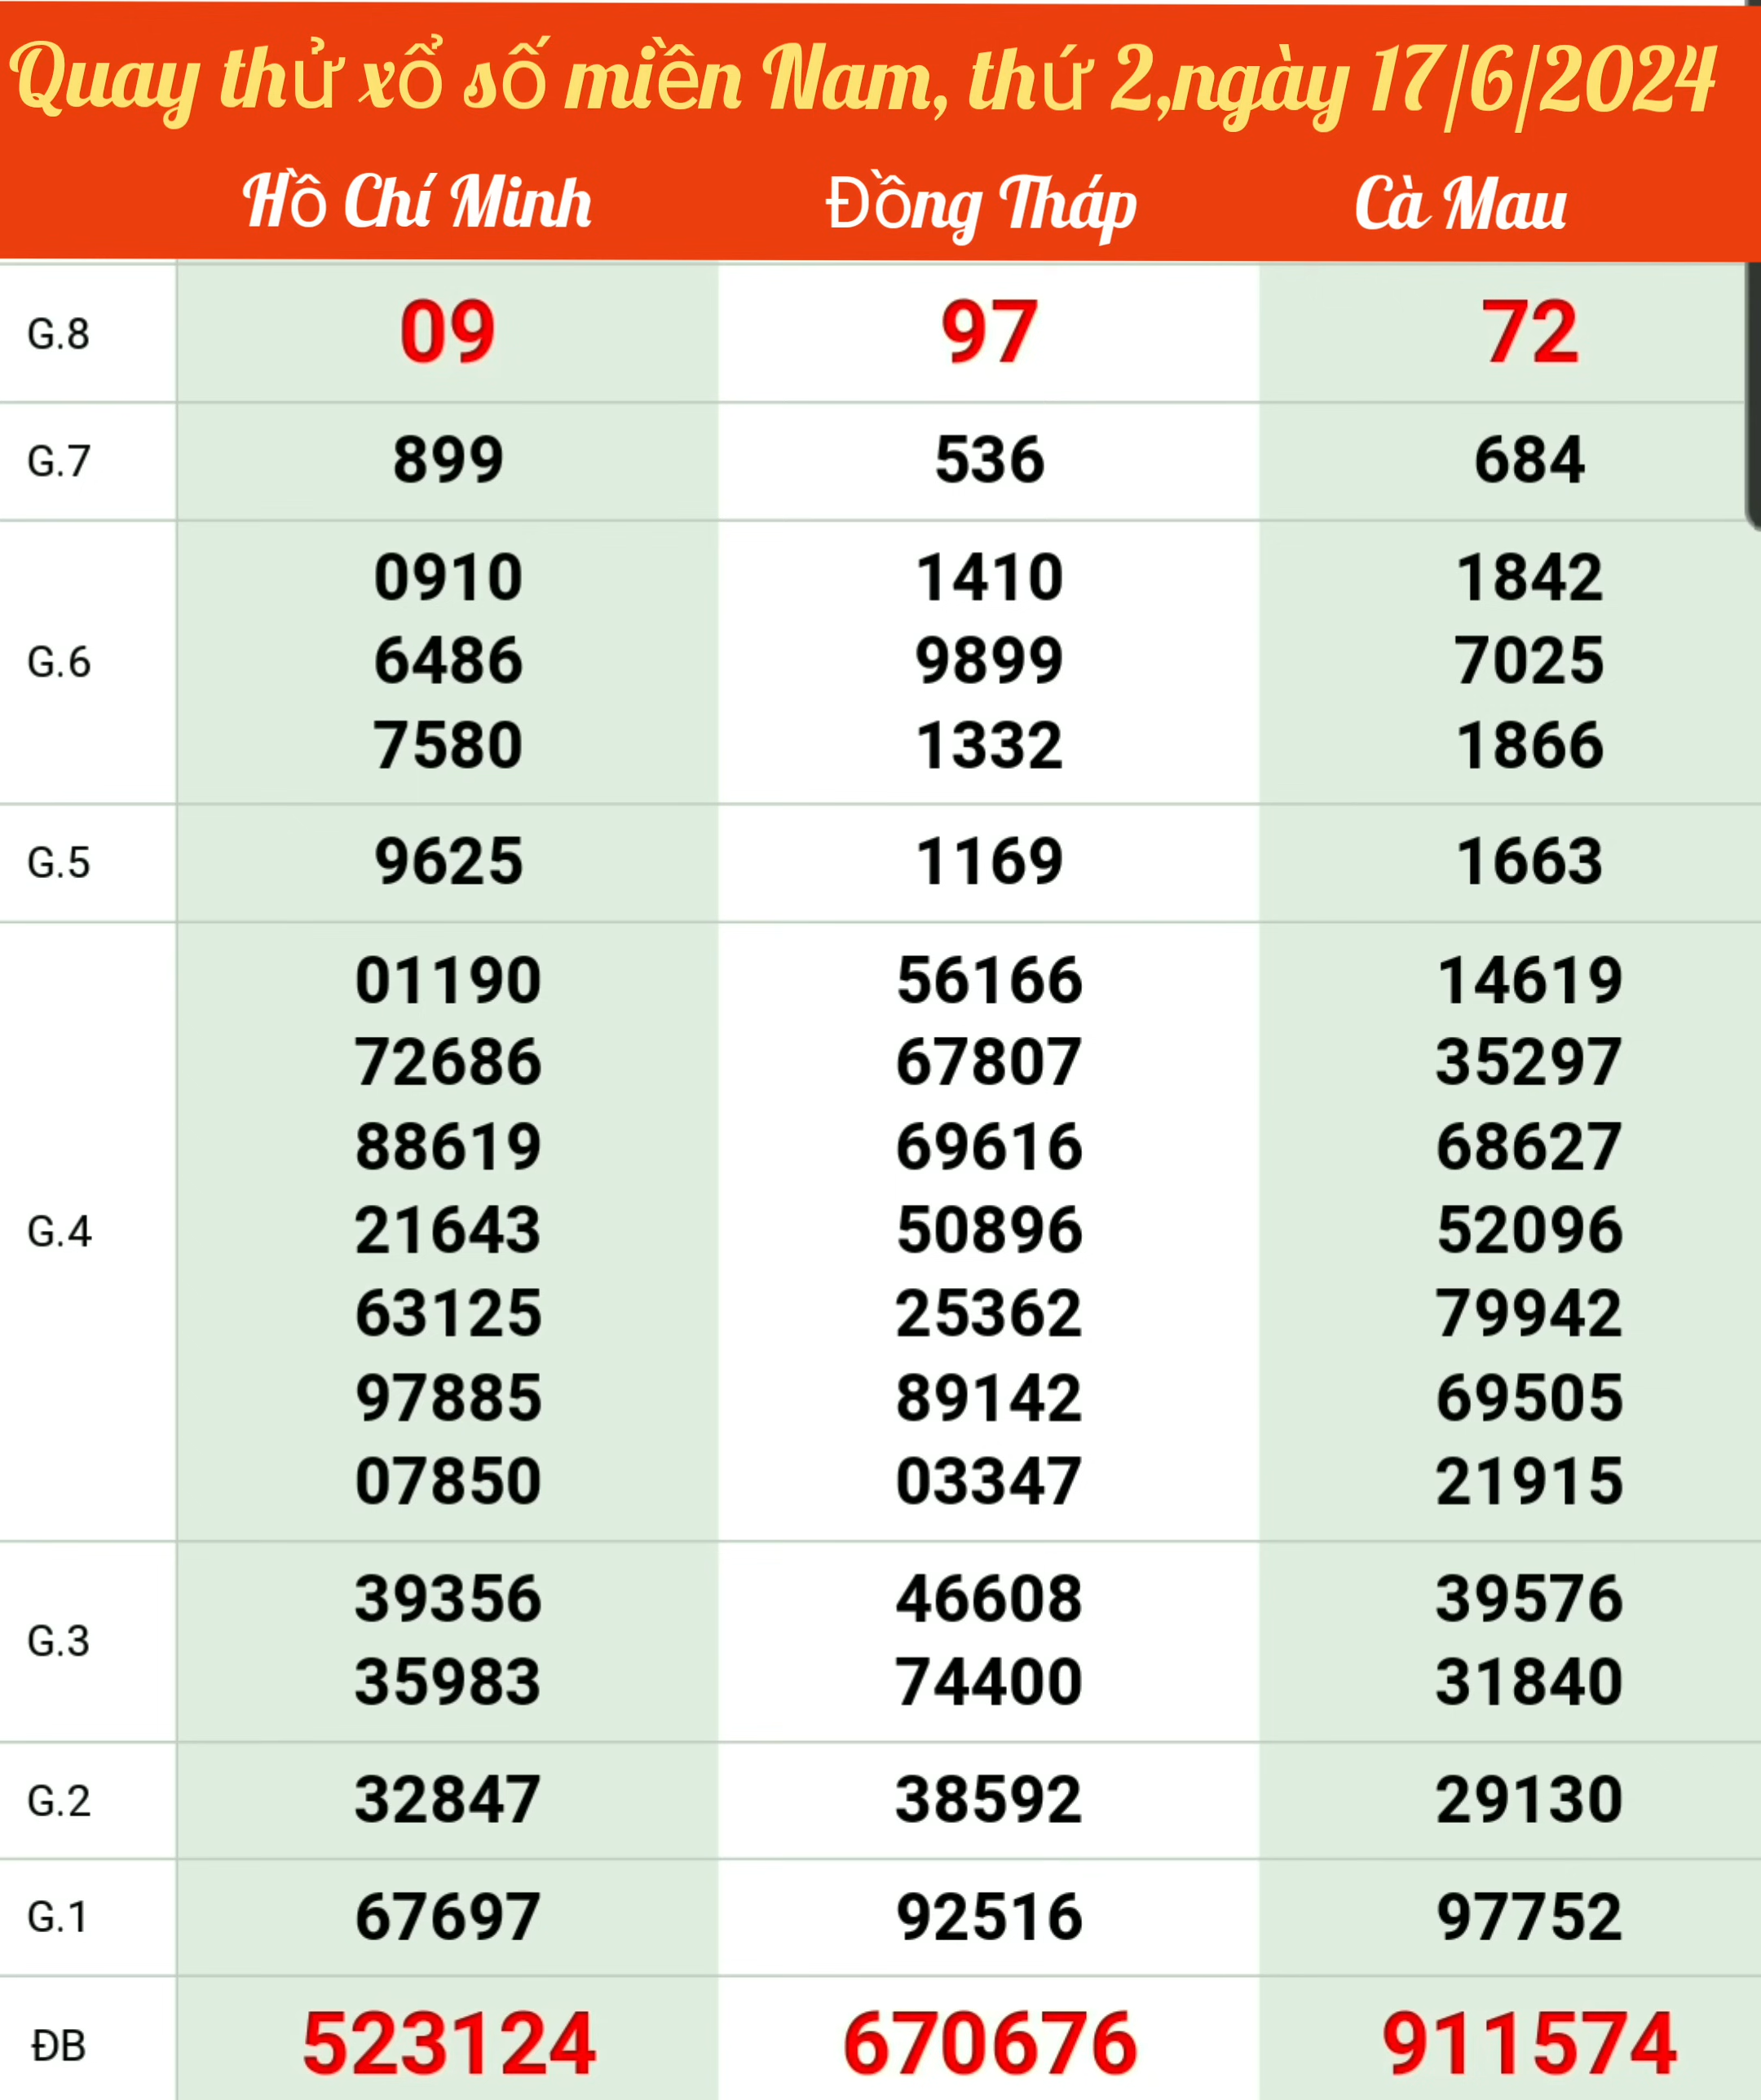 Quay thử xổ số miền Nam, thứ 2,ngày 17/6/2024
Hồ Chí Minh Đồng Tháp Cà Mau
G.8 09 97 72
G.7 899 536 684
0910 1410 1842
G.6 6486 9899 7025
7580 1332 1866
G.5 9625 1169 1663
01190 56166 14619
72686 67807 35297
88619 69616 68627
G.4 21643 50896 52096
63125 25362 79942
97885 89142 69505
07850 03347 21915
39356 46608 39576
G.3
35983 74400 31840
G.2 32847 38592 29130
G.1 67697 92516 97752
ĐB 523124 670676 911574